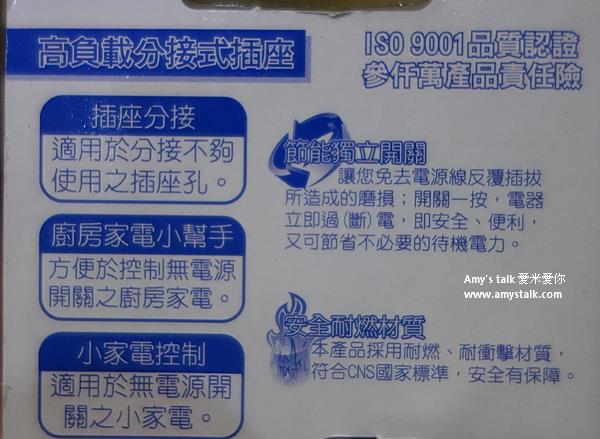 高負載分接式插座
ISO 9001品質認證
參仟萬產品責任險
插座分接
適用於分接不夠
使用之插座孔。
廚房家電小幫手
方便於控制無電源
開關之廚房家電。
小家電控制
適用於無電源開
關之小家電。
節能獨立開關
讓您免去電源線反覆插拔
所造成的磨損；開關一按，電器
立即過(斷)電，即安全、便利，
又可節省不必要的待機電力。
Amy's talk 愛米愛你
www.amystalk.com
安全耐燃材質
本產品採用耐燃、耐衝擊材質，
符合CNS國家標準，安全有保障。